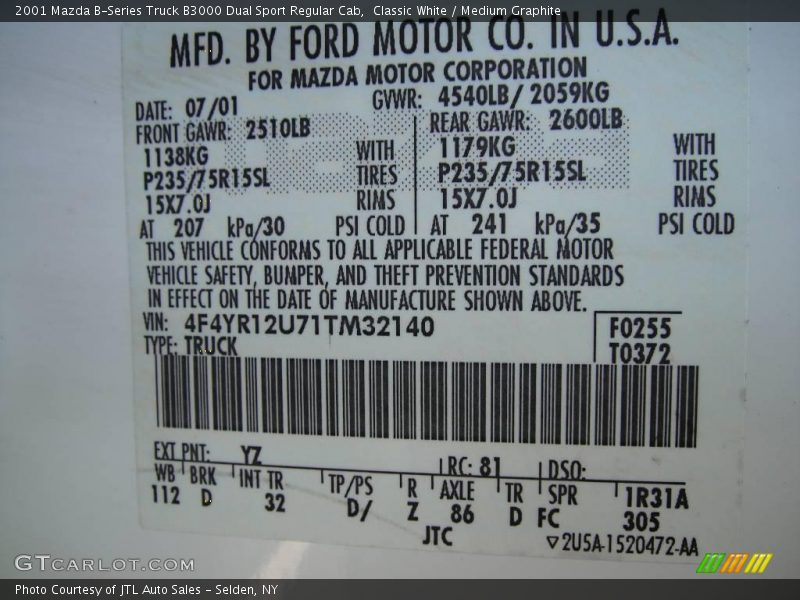 2001 Mazda B-Series Truck B3000 Dual Sport Regular Cab, Classic White / Medium Graphite
MFD. BY FORD MOTOR CO. IN U.S.A.
FOR MAZDA MOTOR CORPORATION
DATE: 07/01 GVWR: 4540LB/ 2059KG
FRONT GAWR: 2510LB REAR GAWR: 2600LB
1138KG WITH 1179KG WITH
P235/75R15SL TIRES P235/75R15SL TIRES
15X7.0J RIMS 15X7.0J RIMS
AT 207 kPa/30 PSI COLD AT 241 kPa/35 PSI COLD
THIS VEHICLE CONFORMS TO ALL APPLICABLE FEDERAL MOTOR
VEHICLE SAFETY, BUMPER, AND THEFT PREVENTION STANDARDS
IN EFFECT ON THE DATE OF MANUFACTURE SHOWN ABOVE.
VIN: 4F4YR12U71TM32140 F0255
TYPE: TRUCK T0372
EXT PNT: YZ RC: 81 DSO:
WB BRK INT TR TP/PS R AXLE TR SPR 1R31A
112 D 32 D/ Z 86 D FC 305
JTC ▽2U5A-1520472-AA
GTCARLOT.COM
Photo Courtesy of JTL Auto Sales - Selden, NY